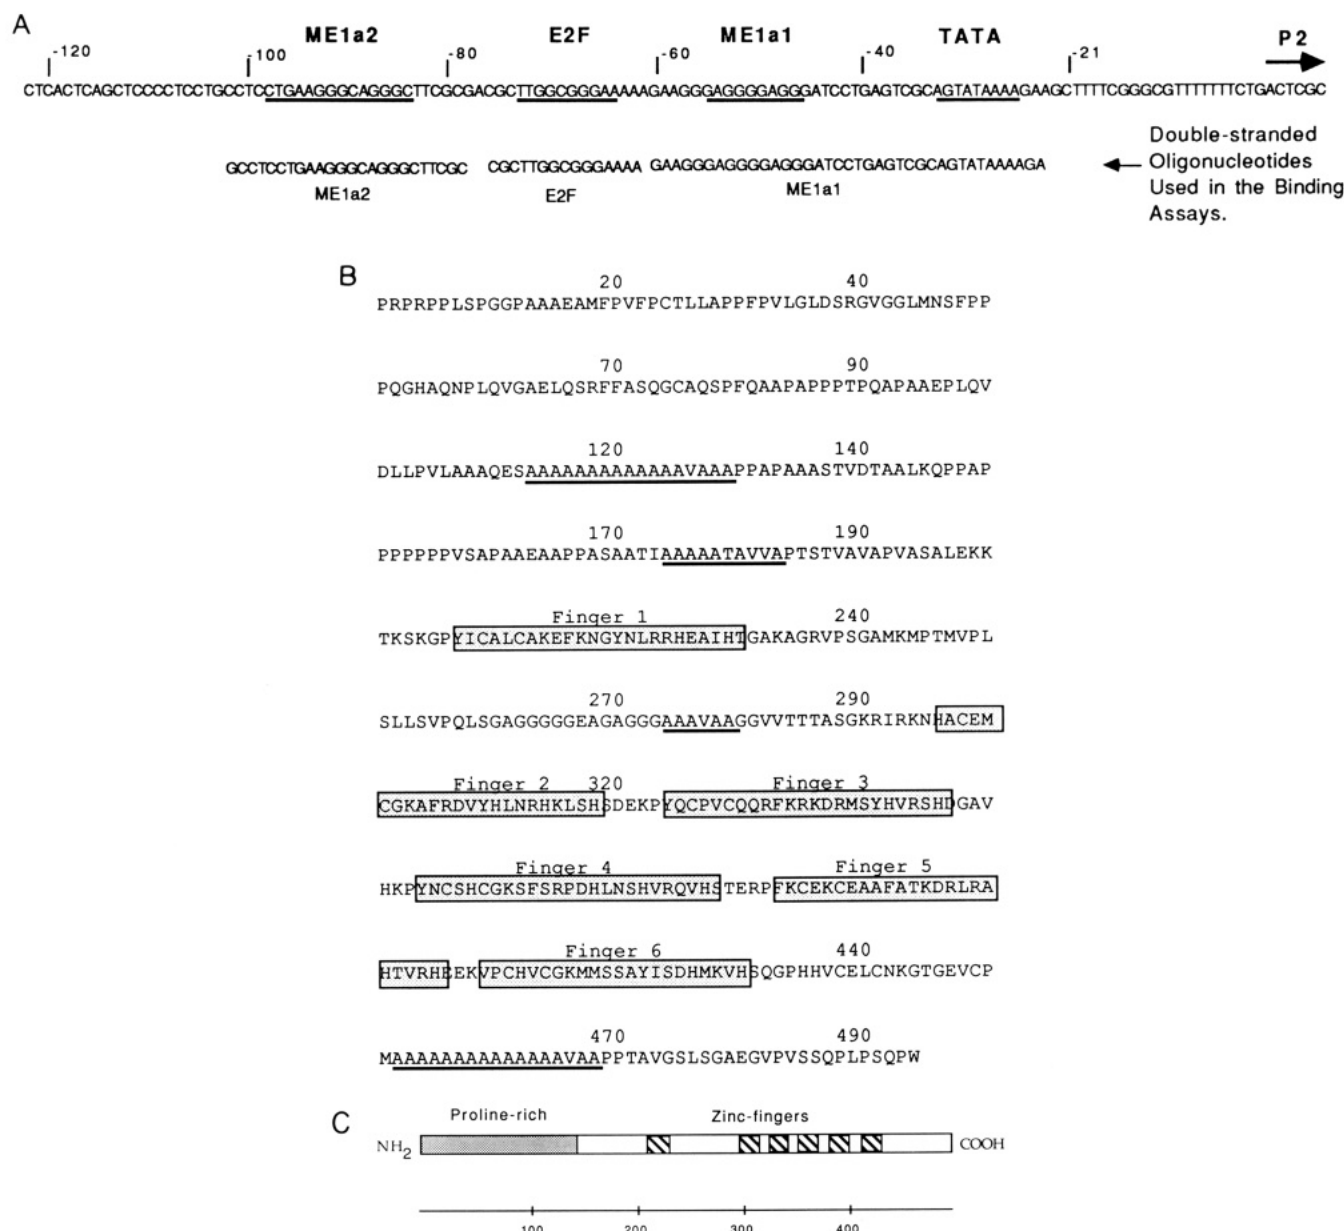 A
ME1a2 E2F ME1a1 TATA
-120 -100 -80 -60 -40 -21 P2
CTCACTCAGCTCCCCTCCTGCCTCCTGAAGGGCAGGGCTTCGCGACGCTTGGCGGGAAAAAGAAGGGAGGGGAGGGATCCTGAGTCGCAGTATAAAAGAAGCTTTTCGGGCGTTTTTTTCTGACTCGC
GCCTCCTGAAGGGCAGGGCTTCGC CGCTTGGCGGGAAAA GAAGGGAGGGGAGGGATCCTGAGTCGCAGTATAAAAGA
ME1a2 E2F ME1a1
Double-stranded
Oligonucleotides
Used in the Binding
Assays.
B
20 40
PRPRPPLSPGGPAAAEAMFPVFPCTLLAPPFPVLGLDSRGVGGLMNSFPP
70 90
PQGHAQNPLQVGAELQSRFFASQGCAQSPFQAAPAPPPTPQAPAAEPLQV
120 140
DLLPVLAAAQESAAAAAAAAAAAAAVAAAPPAPAAASTVDTAALKQPPAP
170 190
PPPPPPVSAPAAEAAPPASAATIAAAAATAVVAPTSTVAVAPVASALEKK
Finger 1 240
TKSKGPYICALCAKEFKNGYNLRRHEAIHTGAKAGRVPSGAMKMPTMVPL
270 290
SLLSVPQLSGAGGGGGEAGAGGGAAAVAAGGVVTTTASGKRIRKNHACEM
Finger 2 320 Finger 3
CGKAFRDVYHLNRHKLSHSDEKPYQCPVCQQRFKRKDRMSYHVRSHDGAV
Finger 4 Finger 5
HKPYNCSHCGKSFSRPDHLNSHVRQVHSTERPFKCEKCEAAFATKDRLRA
Finger 6 440
HTVRHEEKVPCHVCGKMMSSAYISDHMKVHSQGPHHVCELCNKGTGEVCP
470 490
MAAAAAAAAAAAAAAVAAPPTAVGSLSGAEGVPVSSQPLPSQPW
C
Proline-rich Zinc-fingers
NH2 COOH
100 200 300 400